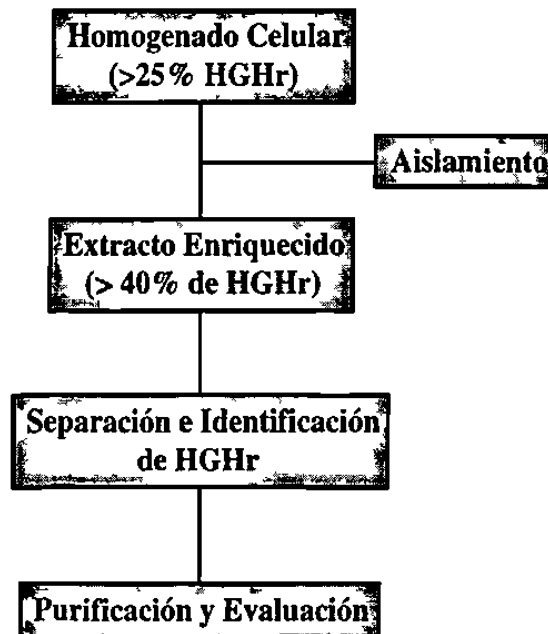 Homogenado Celular
(>25% HGHr)
Aislamiento
Extracto Enriquecido
(> 40% de HGHr)
Separación e Identificación
de HGHr
Purificación y Evaluación